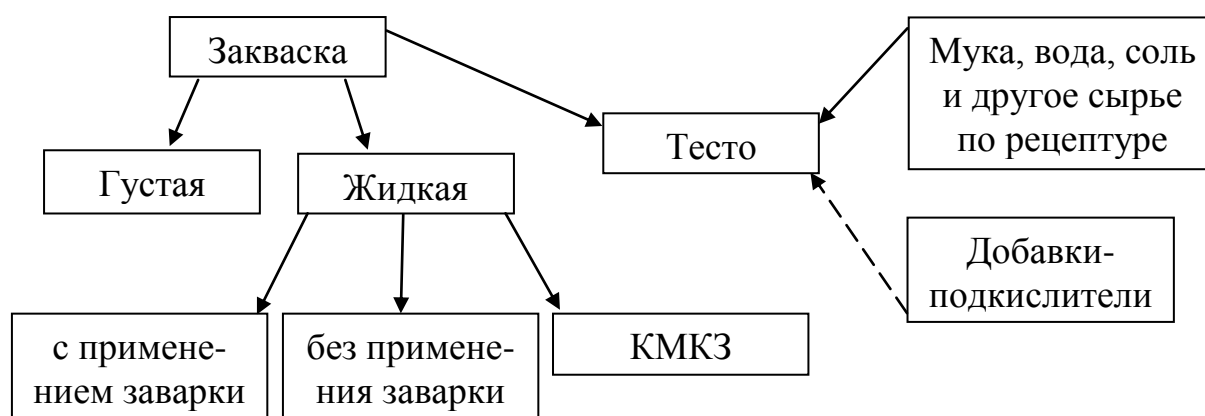 Закваска
Мука, вода, соль
и другое сырье
по рецептуре
Тесто
Густая
Жидкая
Добавки-
подкислители
с примене-
нием заварки
без примене-
ния заварки
КМКЗ